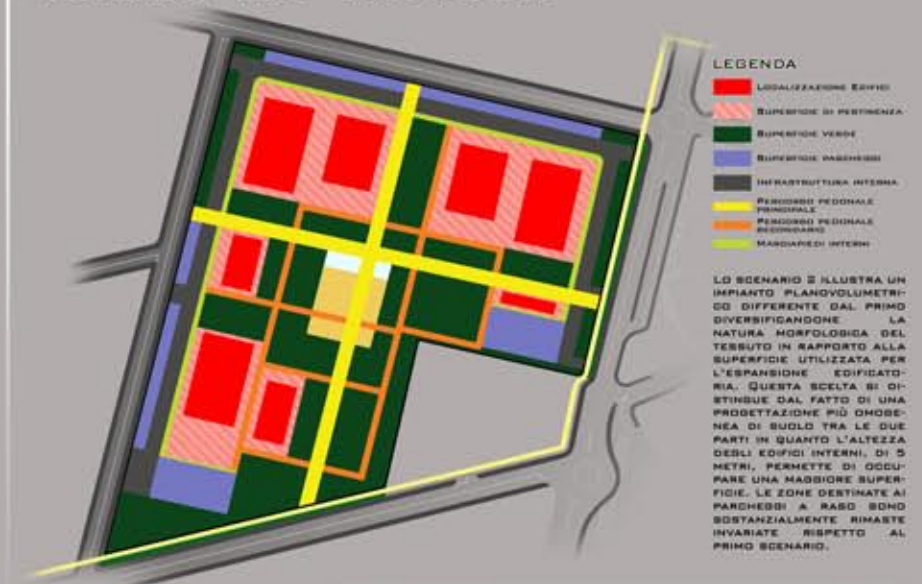 LEGENDA
LOCALIZZAZIONE EDIFICI
SUPERFICIE DI PERTINENZA
SUPERFICIE VERDE
SUPERFICIE PARCHEGGI
INFRASTRUTTURA INTERNA
PERCORSO PEDONALE
PRINCIPALE
PERCORSO PEDONALE
SECONDARIO
MARCIAPIEDI INTERNI
LO SCENARIO 2 ILLUSTRA UN
IMPIANTO PLANOVOLUMETRI-
CO DIFFERENTE DAL PRIMO
DIVERSIFICANDONE LA
NATURA MORFOLOGICA DEL
TESSUTO IN RAPPORTO ALLA
SUPERFICIE UTILIZZATA PER
L'ESPANSIONE EDIFICATO-
RIA. QUESTA SCELTA SI DI-
STINGUE DAL FATTO DI UNA
PROGETTAZIONE PIÙ OMOGE-
NEA DI SUOLO TRA LE DUE
PARTI IN QUANTO L'ALTEZZA
DEGLI EDIFICI INTERNI, DI 5
METRI, PERMETTE DI OCCU-
PARE UNA MAGGIORE SUPER-
FICIE. LE ZONE DESTINATE AI
PARCHEGGI A RASO SONO
SOSTANZIALMENTE RIMASTE
INVARIATE RISPETTO AL
PRIMO SCENARIO.